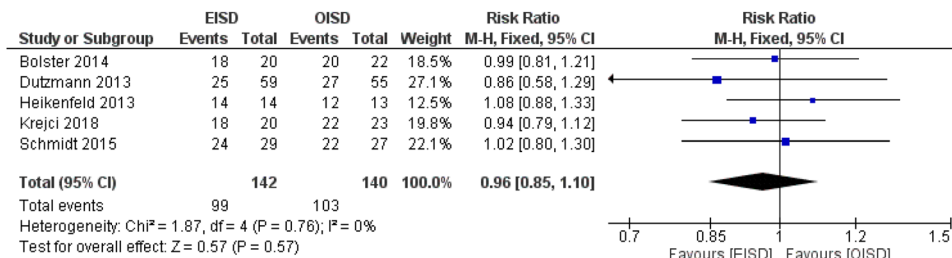 EISD OISD Risk Ratio Risk Ratio
Study or Subgroup Events Total Events Total Weight M-H, Fixed, 95% CI M-H, Fixed, 95% CI
Bolster 2014 18 20 20 22 18.5% 0.99 [0.81, 1.21]
Dutzmann 2013 25 59 27 55 27.1% 0.86 [0.58, 1.29]
Heikenfeld 2013 14 14 12 13 12.5% 1.08 [0.88, 1.33]
Krejci 2018 18 20 22 23 19.8% 0.94 [0.79, 1.12]
Schmidt 2015 24 29 22 27 22.1% 1.02 [0.80, 1.30]
Total (95% CI) 142 140 100.0% 0.96 [0.85, 1.10]
Total events 99 103
Heterogeneity: Chi² = 1.87, df = 4 (P = 0.76); I² = 0%
Test for overall effect: Z = 0.57 (P = 0.57)
0.7 0.85 1 1.2 1.5
Favours [EISD] Favours [OISD]